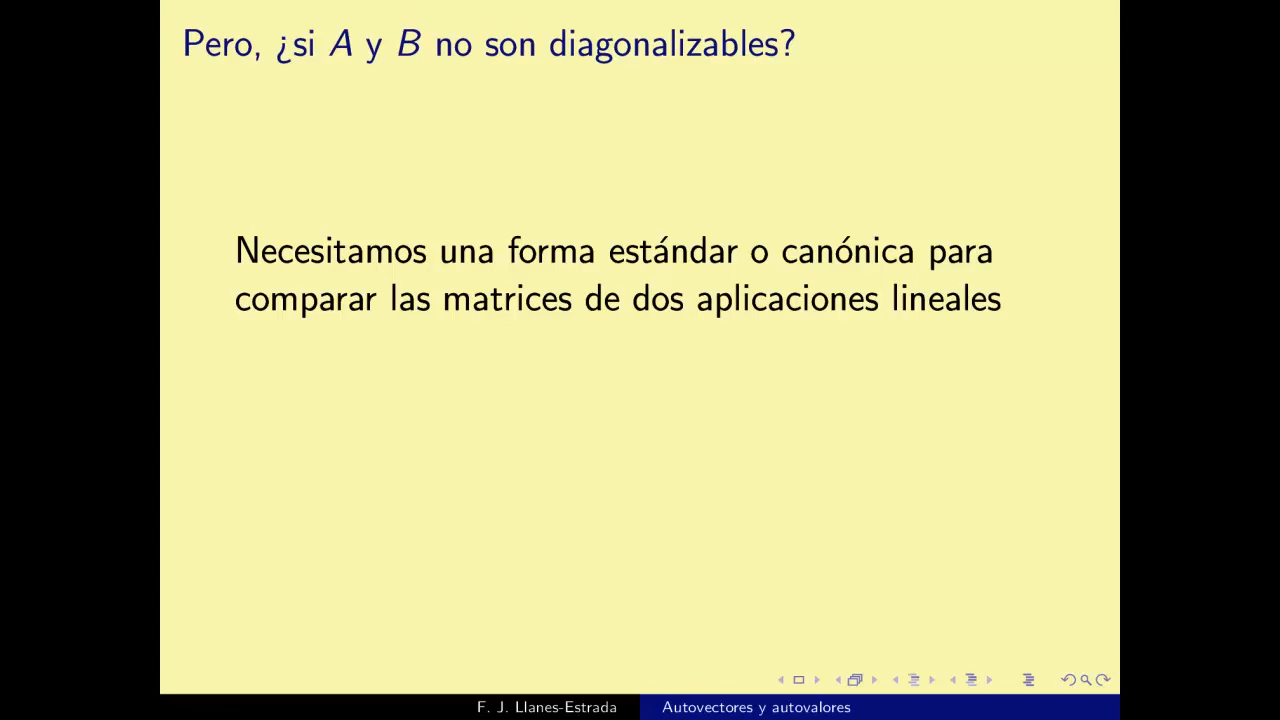 Pero, ¿si A y B no son diagonalizables?
Necesitamos una forma estándar o canónica para
comparar las matrices de dos aplicaciones lineales
F. J. Llanes-Estrada
Autovectores y autovalores